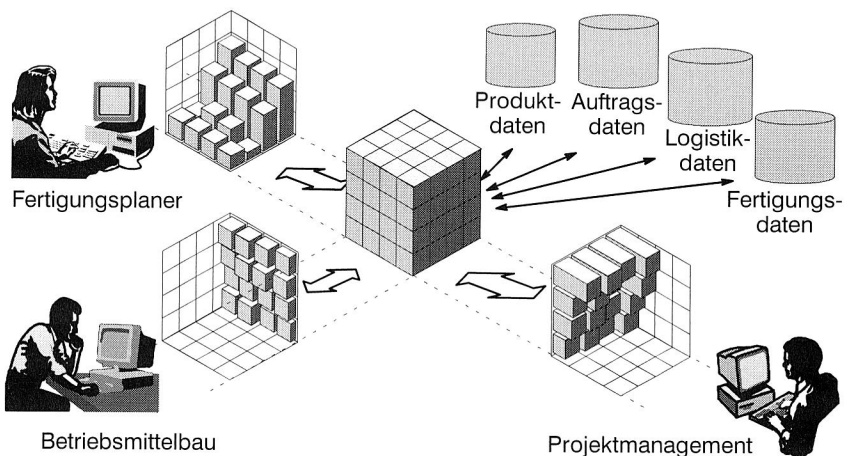 Produkt-
daten
Auftrags-
daten
Logistik-
daten
Fertigungs-
daten
Fertigungsplaner
Betriebsmittelbau
Projektmanagement